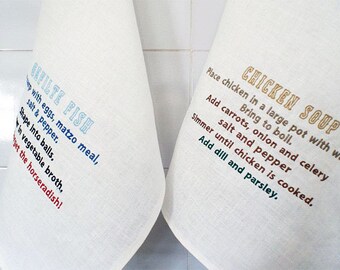 FILTE FISH
with eggs, matzo meal,
salt & pepper.
into balls,
in vegetable broth,
the horseradish!
CHICKEN SOUP
Place chicken in a large pot with
Bring to boil.
Add carrots, onion and celery
salt and pepper
Simmer until chicken is cooked.
Add dill and parsley.